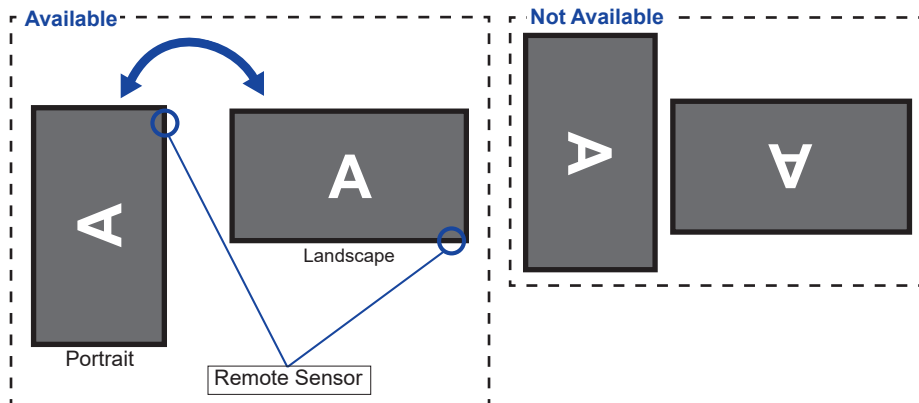 Available
A
A
Landscape
Portrait
Remote Sensor
Not Available
A
A